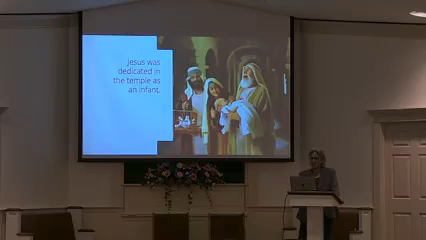 Jesus was
dedicated in
the temple as
an infant.